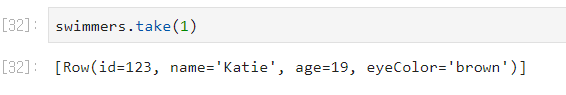 [32]: swimmers.take(1)
[32]: [Row(id=123, name='Katie', age=19, eyeColor='brown')]